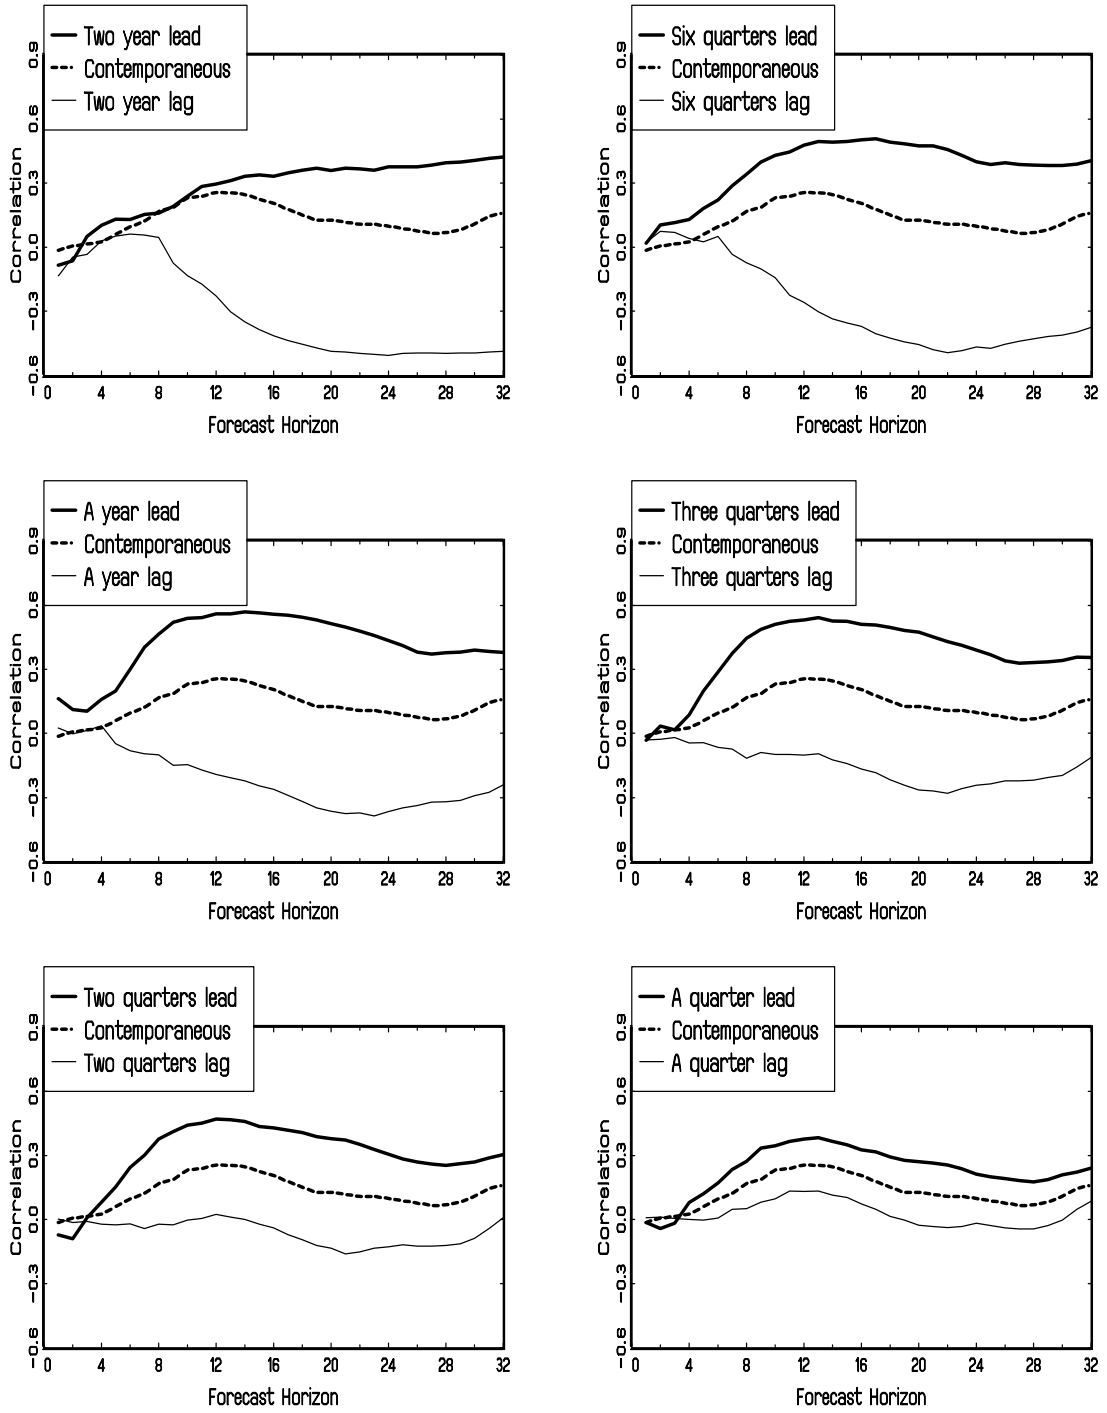 Two year lead
Contemporaneous
Two year lag
Correlation
0.9
0.6
0.3
0.0
-0.3
-0.6
0 4 8 12 16 20 24 28 32
Forecast Horizon
Six quarters lead
Contemporaneous
Six quarters lag
Correlation
0.9
0.6
0.3
0.0
-0.3
-0.6
0 4 8 12 16 20 24 28 32
Forecast Horizon
A year lead
Contemporaneous
A year lag
Correlation
0.9
0.6
0.3
0.0
-0.3
-0.6
0 4 8 12 16 20 24 28 32
Forecast Horizon
Three quarters lead
Contemporaneous
Three quarters lag
Correlation
0.9
0.6
0.3
0.0
-0.3
-0.6
0 4 8 12 16 20 24 28 32
Forecast Horizon
Two quarters lead
Contemporaneous
Two quarters lag
Correlation
0.9
0.6
0.3
0.0
-0.3
-0.6
0 4 8 12 16 20 24 28 32
Forecast Horizon
A quarter lead
Contemporaneous
A quarter lag
Correlation
0.9
0.6
0.3
0.0
-0.3
-0.6
0 4 8 12 16 20 24 28 32
Forecast Horizon